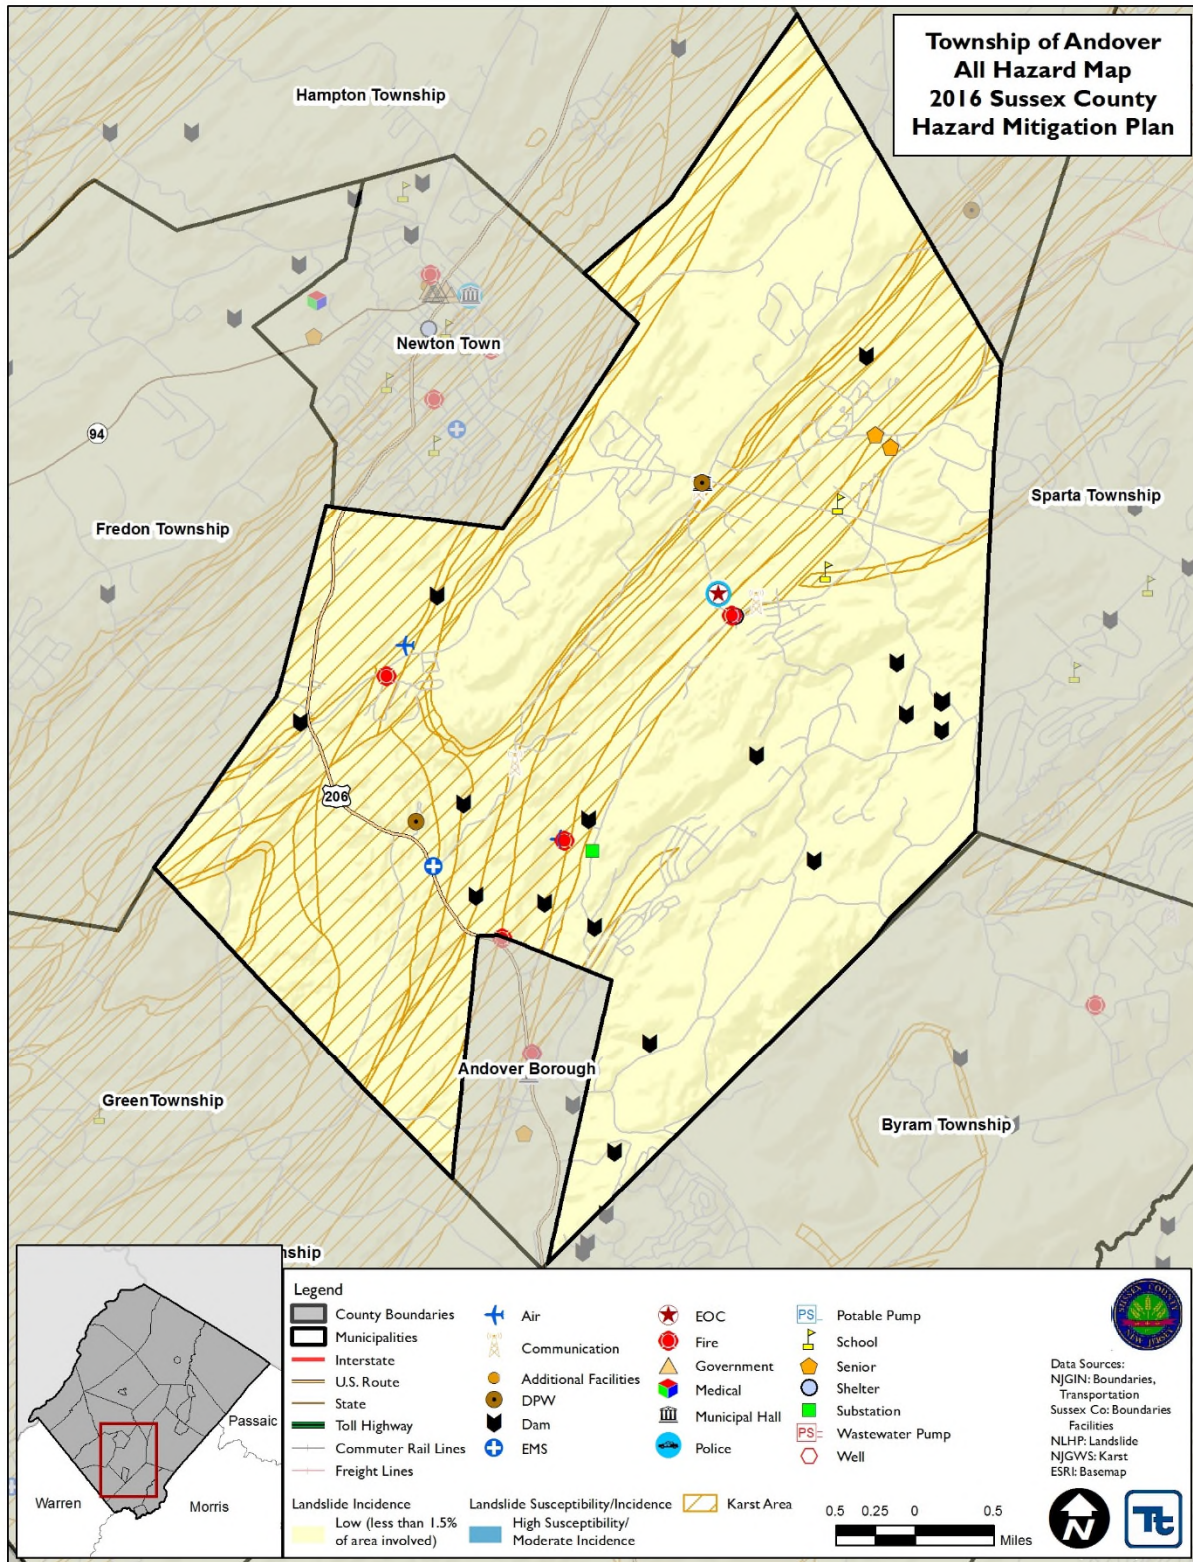 Township of Andover
All Hazard Map
2016 Sussex County
Hazard Mitigation Plan
Hampton Township
Newton Town
94
Fredon Township
Sparta Township
206
Andover Borough
GreenTownship
Byram Township
nship
Passaic
Warren
Morris
Legend
County Boundaries
Municipalities
Interstate
U.S. Route
State
Toll Highway
Commuter Rail Lines
Freight Lines
Air
Communication
Additional Facilities
DPW
Dam
EMS
EOC
Fire
Government
Medical
Municipal Hall
Police
PS
Potable Pump
School
Senior
Shelter
Substation
PS
Wastewater Pump
Well
SUSSEX COUNTY
NEW JERSEY
Data Sources:
NJGIN: Boundaries,
Transportation
Sussex Co: Boundaries
Facilities
NLHP: Landslide
NJGWS: Karst
ESRI: Basemap
Landslide Incidence
Low (less than 1.5%
of area involved)
Landslide Susceptibility/Incidence
High Susceptibility/
Moderate Incidence
Karst Area
0.5 0.25 0 0.5
Miles
N
Tt